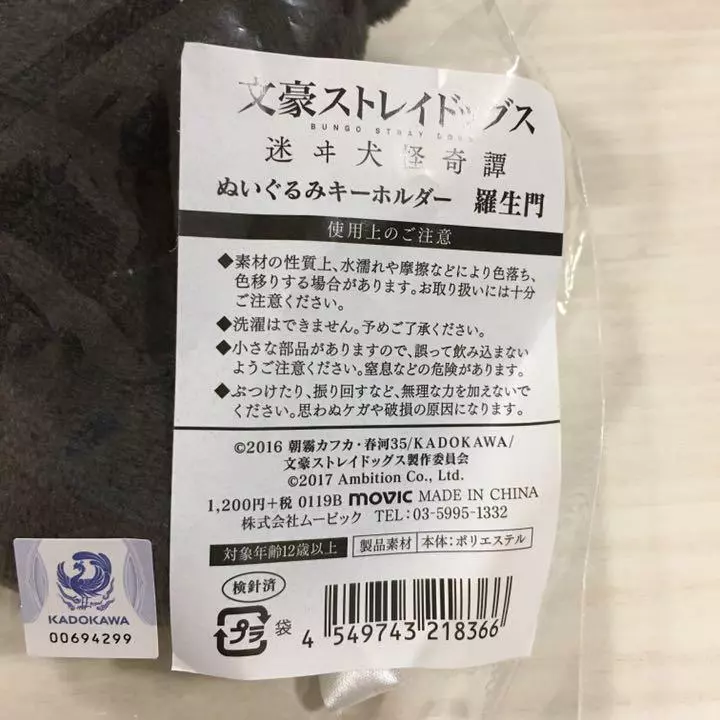 文豪ストレイドッグス
BUNGO STRAY DOGS
迷ヰ犬怪奇譚
ぬいぐるみキーホルダー 羅生門
使用上のご注意
◆素材の性質上、水濡れや摩擦などにより色落ち、
色移りする場合があります。お取り扱いには十分
ご注意ください。
◆洗濯はできません。予めご了承ください。
◆小さな部品がありますので、誤って飲み込まない
ようご注意ください。窒息などの危険があります。
◆ぶつけたり、振り回すなど、無理な力を加えないで
ください。思わぬケガや破損の原因になります。
©2016 朝霧カフカ・春河35/KADOKAWA/
文豪ストレイドッグス製作委員会
©2017 Ambition Co., Ltd.
1,200円+税 0119B movic MADE IN CHINA
株式会社ムービック TEL:03-5995-1332
対象年齢12歳以上 製品素材 本体:ポリエステル
検針済
プラ 袋
4 549743 218366
KADOKAWA
00694299